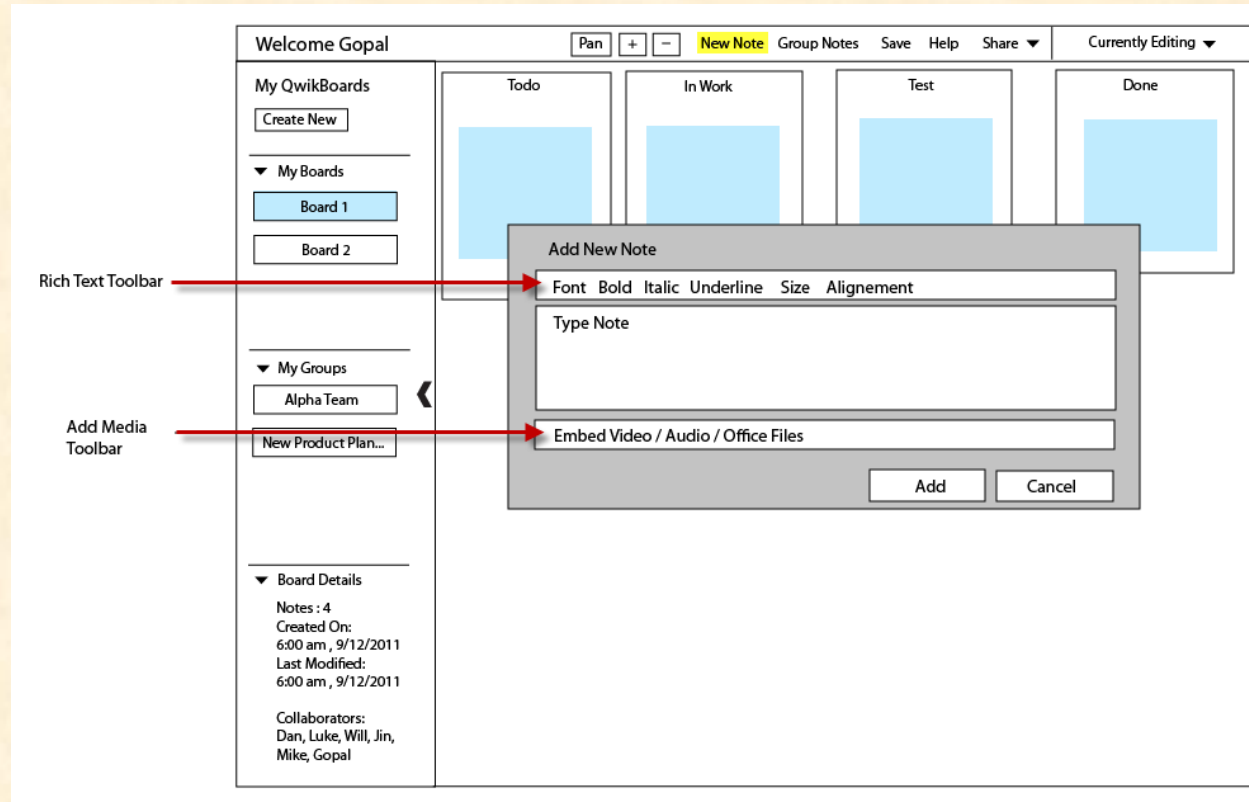 Welcome Gopal
Pan + − New Note Group Notes Save Help Share Currently Editing
My QwikBoards
Create New
My Boards
Board 1
Board 2
My Groups
Alpha Team
New Product Plan...
Board Details
Notes : 4
Created On:
6:00 am , 9/12/2011
Last Modified:
6:00 am , 9/12/2011
Collaborators:
Dan, Luke, Will, Jin,
Mike, Gopal
Todo
In Work
Test
Done
Rich Text Toolbar
Add Media
Toolbar
Add New Note
Font Bold Italic Underline Size Alignement
Type Note
Embed Video / Audio / Office Files
Add
Cancel